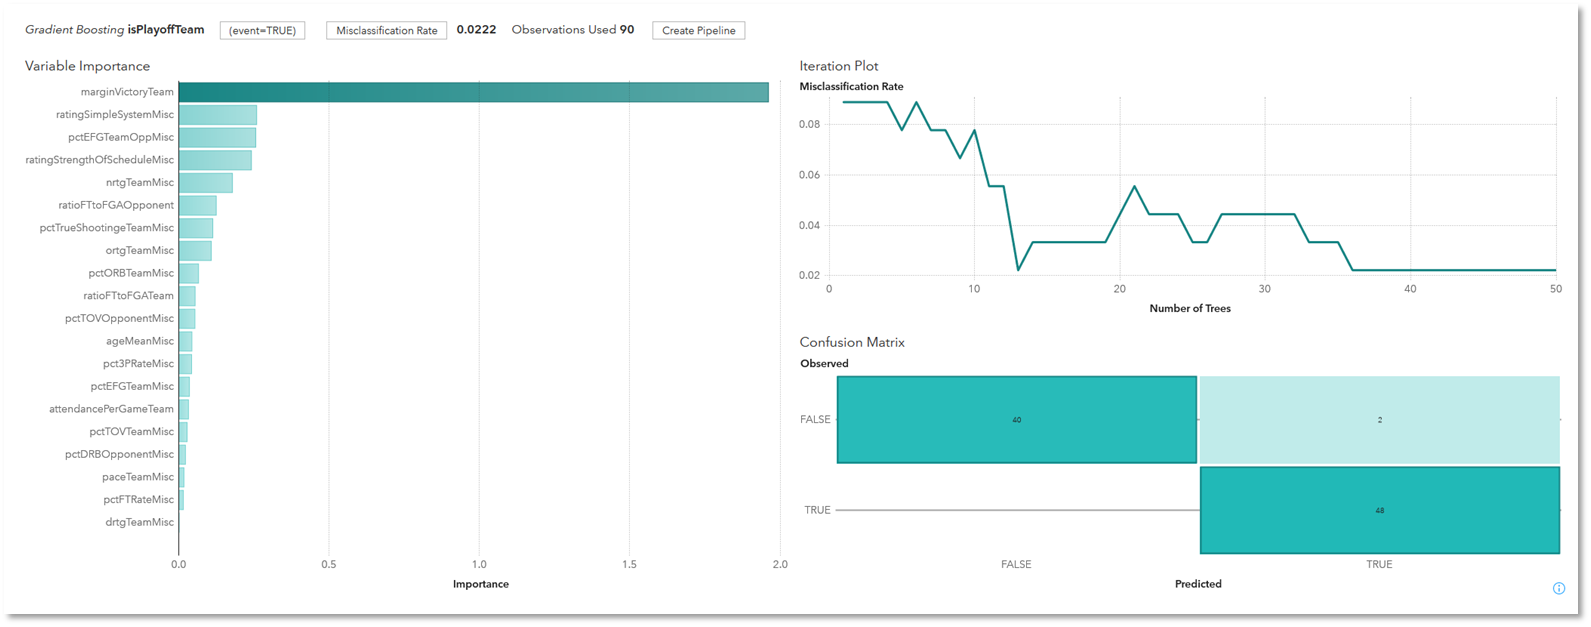 Gradient Boosting isPlayoffTeam (event=TRUE) Misclassification Rate 0.0222 Observations Used 90 Create Pipeline
Variable Importance
marginVictoryTeam
ratingSimpleSystemMisc
pctEFGTeamOppMisc
ratingStrengthOfScheduleMisc
nrtgTeamMisc
ratioFTtoFGAOpponent
pctTrueShootingeTeamMisc
ortgTeamMisc
pctORBTeamMisc
ratioFTtoFGATeam
pctTOVOpponentMisc
ageMeanMisc
pct3PRateMisc
pctEFGTeamMisc
attendancePerGameTeam
pctTOVTeamMisc
pctDRBOpponentMisc
paceTeamMisc
pctFTRateMisc
drtgTeamMisc
0.0 0.5 1.0 1.5 2.0
Importance
Iteration Plot
Misclassification Rate
0.08
0.06
0.04
0.02
0 10 20 30 40 50
Number of Trees
Confusion Matrix
Observed
FALSE 40 2
TRUE 48
FALSE TRUE
Predicted